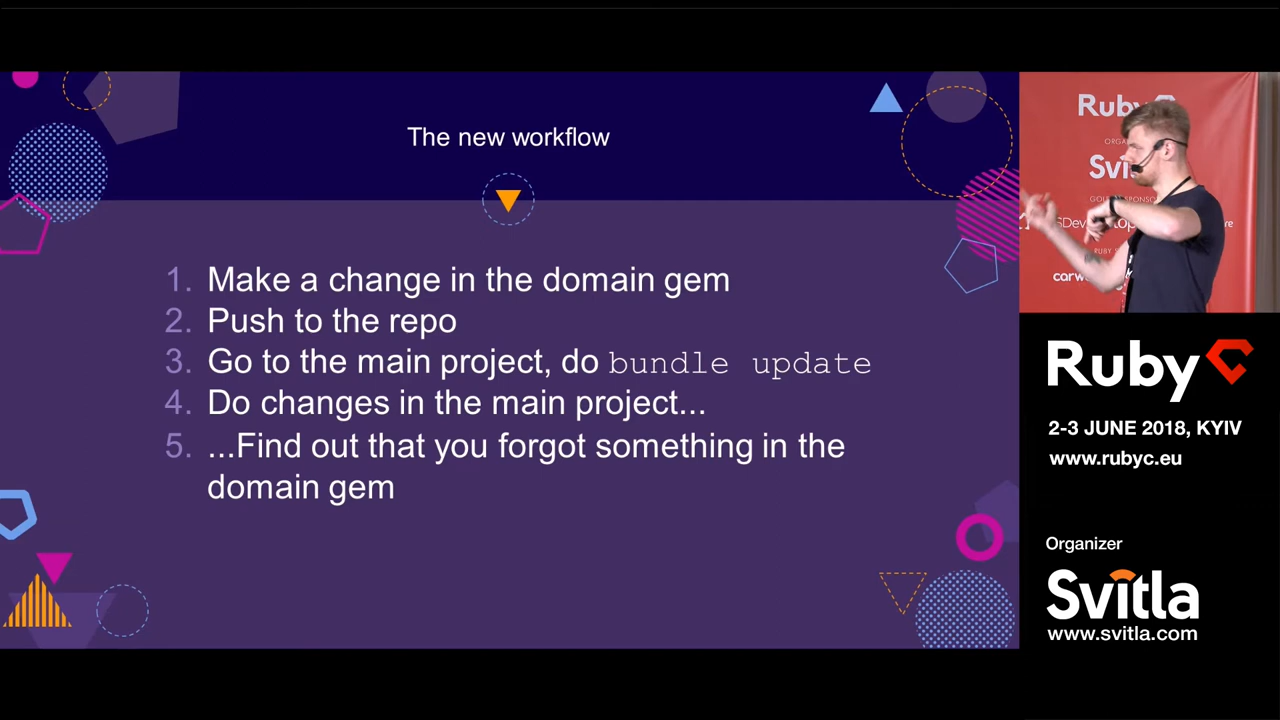 The new workflow
1. Make a change in the domain gem
2. Push to the repo
3. Go to the main project, do bundle update
4. Do changes in the main project...
5. ...Find out that you forgot something in the
domain gem
Ruby
Svi
Ruby
2-3 JUNE 2018, KYIV
www.rubyc.eu
Organizer
Svitla
www.svitla.com